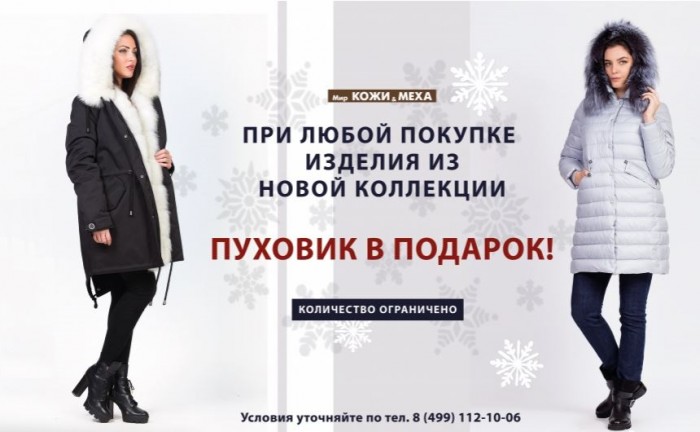 Мир КОЖИ & МЕХА
ПРИ ЛЮБОЙ ПОКУПКЕ
ИЗДЕЛИЯ ИЗ
НОВОЙ КОЛЛЕКЦИИ
ПУХОВИК В ПОДАРОК!
КОЛИЧЕСТВО ОГРАНИЧЕНО
Условия уточняйте по тел. 8 (499) 112-10-06